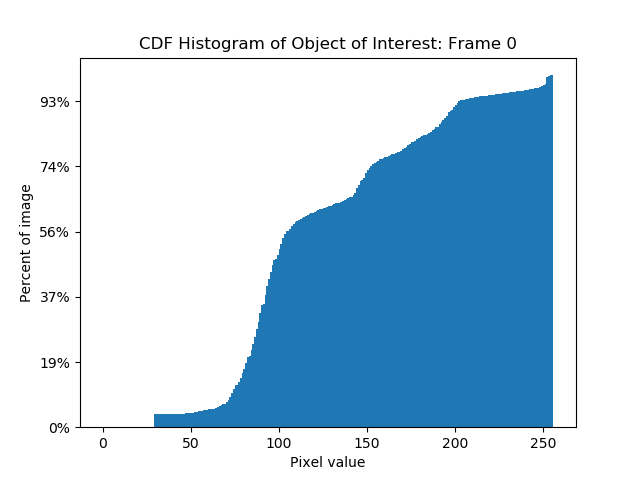 CDF Histogram of Object of Interest: Frame 0
93%
74%
56%
37%
19%
0%
Percent of image
0 50 100 150 200 250
Pixel value